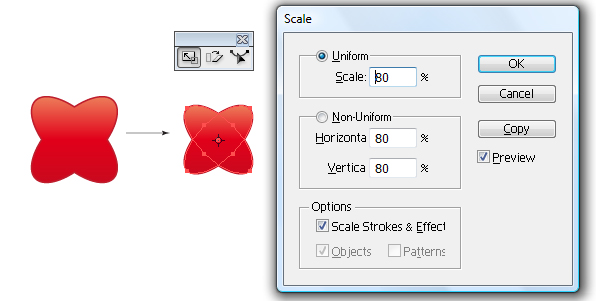 Scale
Uniform
Scale: 80 %
Non-Uniform
Horizonta 80 %
Vertica 80 %
Options
Scale Strokes & Effect
Objects Patterns
OK
Cancel
Copy
Preview